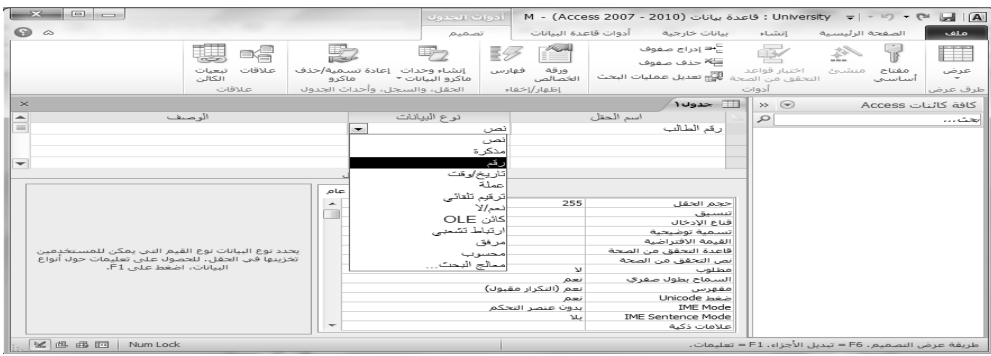 University : قاعدة بيانات (Access 2007 - 2010) - M
أدوات الجدول
ملف
الصفحة الرئيسية
إنشاء
بيانات خارجية
أدوات قاعدة البيانات
تصميم
عرض
مفتاح أساسي
منشئ
اختبار قواعد التحقق من الصحة
إدراج صفوف
حذف صفوف
تعديل عمليات البحث
ورقة الخصائص
فهارس
إنشاء وحدات ماكرو البيانات
إعادة تسمية/حذف ماكرو
علاقات
تبعيات الكائن
طرق عرض
أدوات
إظهار/إخفاء
الحقل، والسجل، وأحداث الجدول
علاقات
كافة كائنات Access
بحث...
جدول١
اسم الحقل
نوع البيانات
الوصف
رقم الطالب
نص
نص
مذكرة
رقم
تاريخ/وقت
عملة
ترقيم تلقائي
نعم/لا
كائن OLE
ارتباط تشعبي
مرفق
محسوب
معالج البحث...
عام
حجم الحقل 255
تنسيق
قناع الإدخال
تسمية توضيحية
القيمة الافتراضية
قاعدة التحقق من الصحة
نص التحقق من الصحة
مطلوب لا
السماح بطول صفري نعم
مفهرس نعم (التكرار مقبول)
ضغط Unicode نعم
IME Mode بدون عنصر التحكم
IME Sentence Mode بلا
علامات ذكية
يحدد نوع البيانات نوع القيم التي يمكن للمستخدمين
تخزينها في الحقل. للحصول على تعليمات حول أنواع
البيانات، اضغط على F1.
طريقة عرض التصميم. F6 = تبديل الأجزاء. F1 = تعليمات.
Num Lock